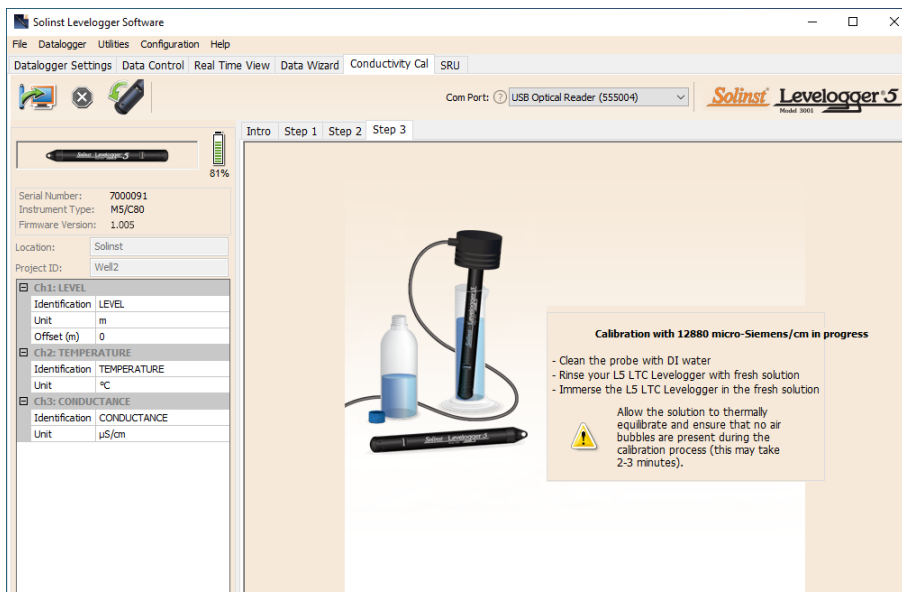 Solinst Levelogger Software
File Datalogger Utilities Configuration Help
Datalogger Settings Data Control Real Time View Data Wizard Conductivity Cal SRU
Com Port: ? USB Optical Reader (555004)
Solinst Levelogger 5
Model 3001
Intro Step 1 Step 2 Step 3
Solinst Levelogger 5
81%
Serial Number: 7000091
Instrument Type: M5/C80
Firmware Version: 1.005
Location: Solinst
Project ID: Well2
Ch1: LEVEL
Identification LEVEL
Unit m
Offset (m) 0
Ch2: TEMPERATURE
Identification TEMPERATURE
Unit °C
Ch3: CONDUCTANCE
Identification CONDUCTANCE
Unit µS/cm
Calibration with 12880 micro-Siemens/cm in progress
- Clean the probe with DI water
- Rinse your L5 LTC Levelogger with fresh solution
- Immerse the L5 LTC Levelogger in the fresh solution
Allow the solution to thermally
equilibrate and ensure that no air
bubbles are present during the
calibration process (this may take
2-3 minutes).
Solinst Levelogger 5